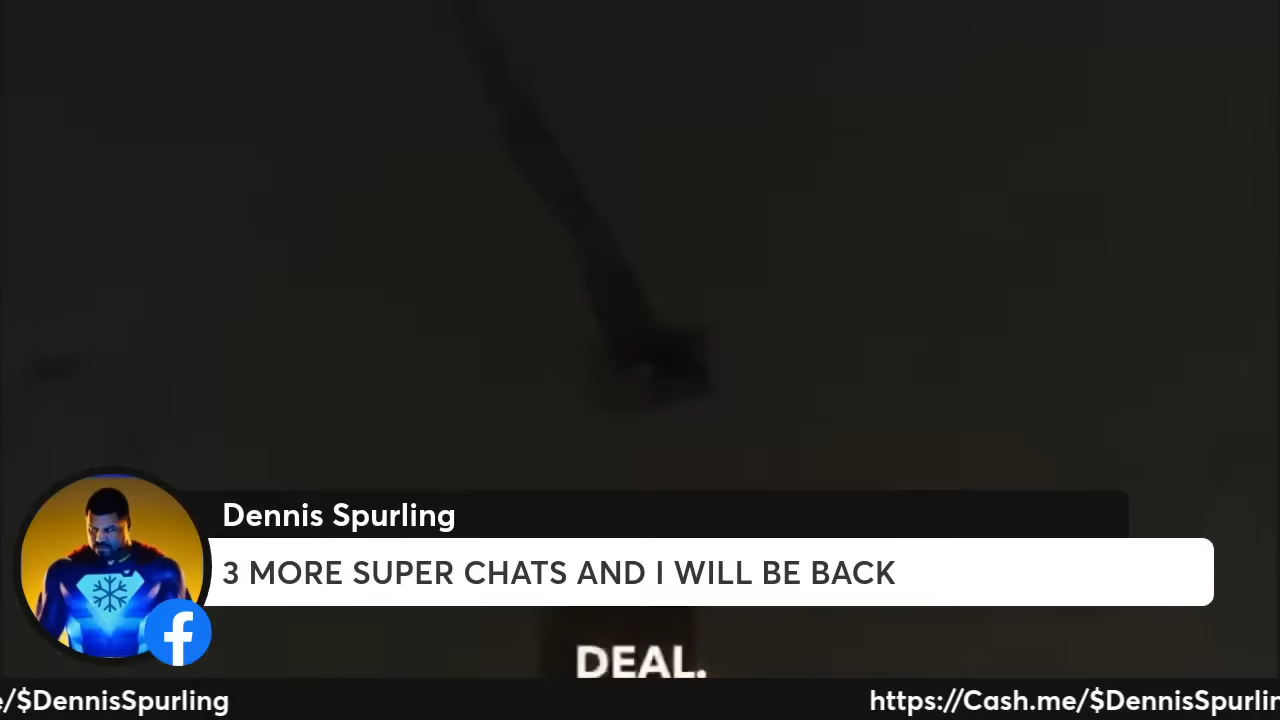 Dennis Spurling
3 MORE SUPER CHATS AND I WILL BE BACK
DEAL.
e/$DennisSpurling
https://Cash.me/$DennisSpurlin